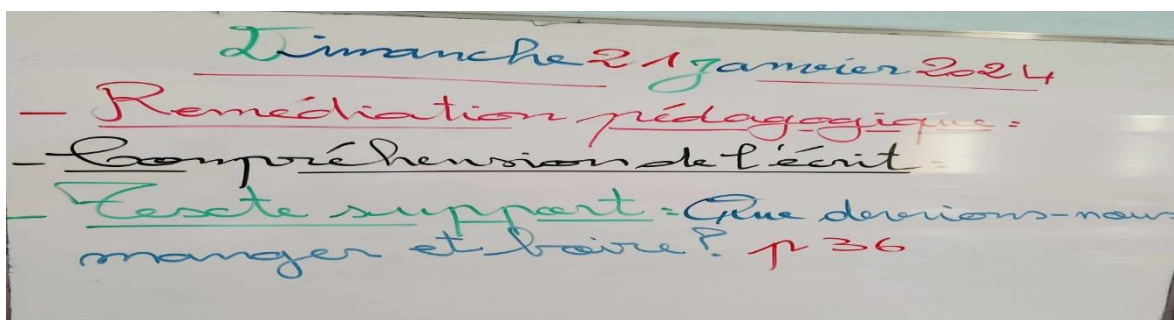 Dimanche 21 Janvier 2024
- Remédiation pédagogique :
- Compréhension de l'écrit :
- Texte support : Que devrions-nous
manger et boire ? p 36